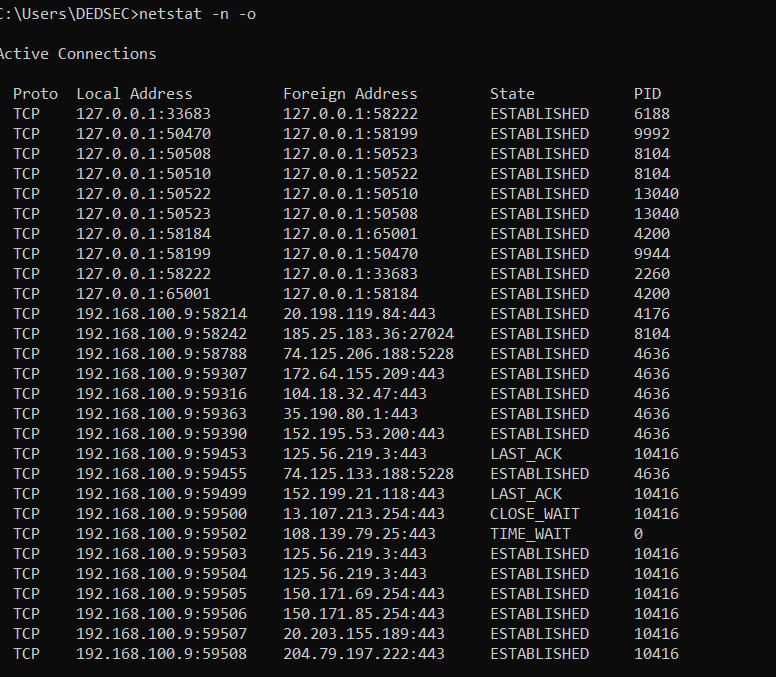 C:\Users\DEDSEC>netstat -n -o
Active Connections
Proto  Local Address          Foreign Address        State           PID
TCP    127.0.0.1:33683        127.0.0.1:58222        ESTABLISHED     6188
TCP    127.0.0.1:50470        127.0.0.1:58199        ESTABLISHED     9992
TCP    127.0.0.1:50508        127.0.0.1:50523        ESTABLISHED     8104
TCP    127.0.0.1:50510        127.0.0.1:50522        ESTABLISHED     8104
TCP    127.0.0.1:50522        127.0.0.1:50510        ESTABLISHED     13040
TCP    127.0.0.1:50523        127.0.0.1:50508        ESTABLISHED     13040
TCP    127.0.0.1:58184        127.0.0.1:65001        ESTABLISHED     4200
TCP    127.0.0.1:58199        127.0.0.1:50470        ESTABLISHED     9944
TCP    127.0.0.1:58222        127.0.0.1:33683        ESTABLISHED     2260
TCP    127.0.0.1:65001        127.0.0.1:58184        ESTABLISHED     4200
TCP    192.168.100.9:58214    20.198.119.84:443      ESTABLISHED     4176
TCP    192.168.100.9:58242    185.25.183.36:27024    ESTABLISHED     8104
TCP    192.168.100.9:58788    74.125.206.188:5228    ESTABLISHED     4636
TCP    192.168.100.9:59307    172.64.155.209:443     ESTABLISHED     4636
TCP    192.168.100.9:59316    104.18.32.47:443       ESTABLISHED     4636
TCP    192.168.100.9:59363    35.190.80.1:443        ESTABLISHED     4636
TCP    192.168.100.9:59390    152.195.53.200:443     ESTABLISHED     4636
TCP    192.168.100.9:59453    125.56.219.3:443       LAST_ACK        10416
TCP    192.168.100.9:59455    74.125.133.188:5228    ESTABLISHED     4636
TCP    192.168.100.9:59499    152.199.21.118:443     LAST_ACK        10416
TCP    192.168.100.9:59500    13.107.213.254:443     CLOSE_WAIT      10416
TCP    192.168.100.9:59502    108.139.79.25:443      TIME_WAIT       0
TCP    192.168.100.9:59503    125.56.219.3:443       ESTABLISHED     10416
TCP    192.168.100.9:59504    125.56.219.3:443       ESTABLISHED     10416
TCP    192.168.100.9:59505    150.171.69.254:443     ESTABLISHED     10416
TCP    192.168.100.9:59506    150.171.85.254:443     ESTABLISHED     10416
TCP    192.168.100.9:59507    20.203.155.189:443     ESTABLISHED     10416
TCP    192.168.100.9:59508    204.79.197.222:443     ESTABLISHED     10416